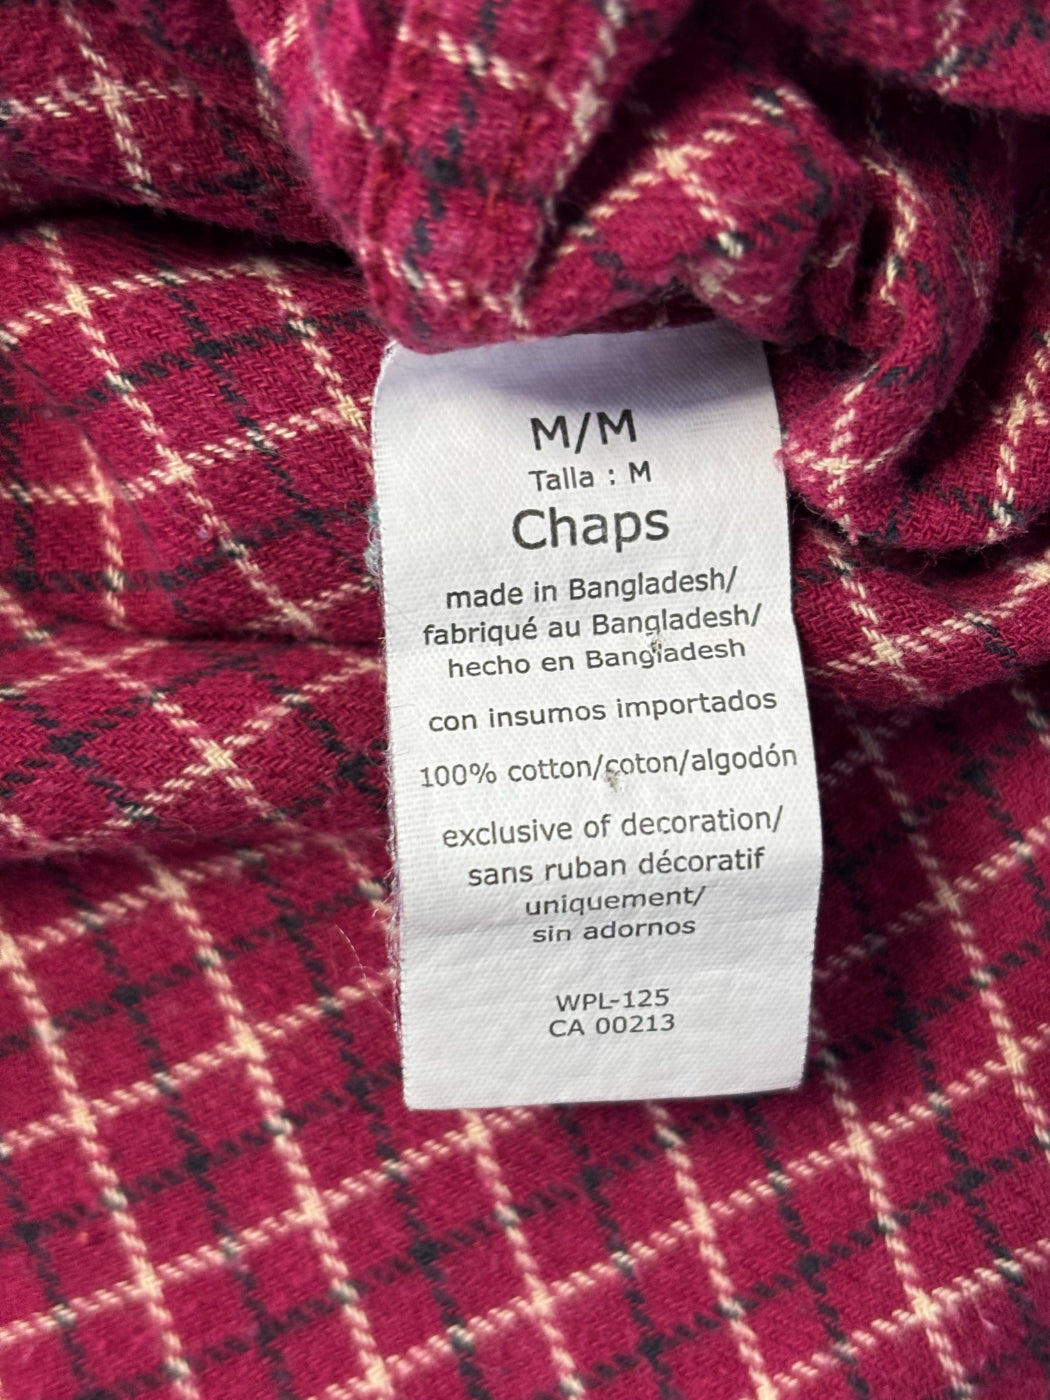 M/M
Talla : M
Chaps
made in Bangladesh/
fabriqué au Bangladesh/
hecho en Bangladesh
con insumos importados
100% cotton/coton/algodón
exclusive of decoration/
sans ruban décoratif
uniquement/
sin adornos
WPL-125
CA 00213